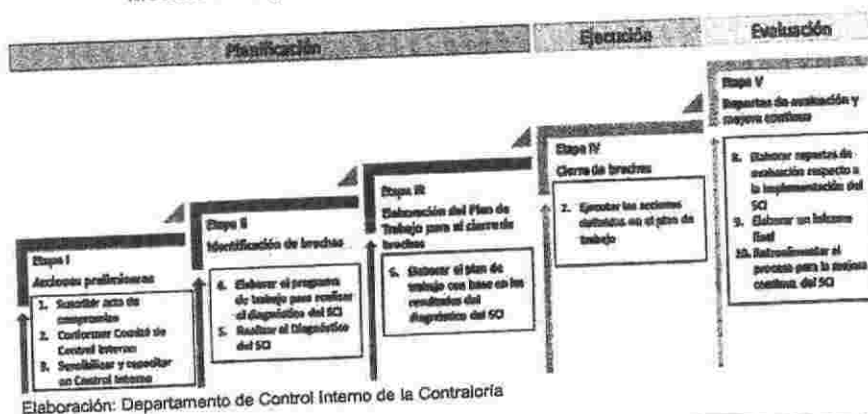 Planificación
Ejecución
Evaluación
Etapa I
Acciones preliminares
1. Suscribir acta de
compromiso
2. Conformar Comité de
Control Interno
3. Sensibilizar y capacitar
en Control Interno
Etapa II
Identificación de brechas
4. Elaborar el programa
de trabajo para realizar
el diagnóstico del SCI
5. Realizar el Diagnóstico
del SCI
Etapa III
Elaboración del Plan de
Trabajo para el cierre de
brechas
6. Elaborar el plan de
trabajo con base en los
resultados del
diagnóstico del SCI
Etapa IV
Cierre de brechas
7. Ejecutar las acciones
definidas en el plan de
trabajo
Etapa V
Reportes de evaluación y
mejora continua
8. Elaborar reportes de
evaluación respecto a
la implementación del
SCI
9. Elaborar un informe
final
10. Retroalimentar el
proceso para la mejora
continua del SCI
Elaboración: Departamento de Control Interno de la Contraloría